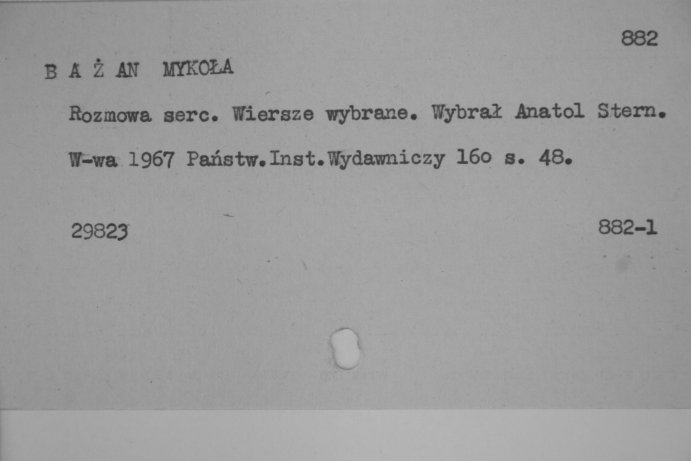 882
B A Ż AN MYKOŁA
Rozmowa serc. Wiersze wybrane. Wybrał Anatol Stern.
W-wa 1967 Państw.Inst.Wydawniczy 16o s. 48.
29823 882-1